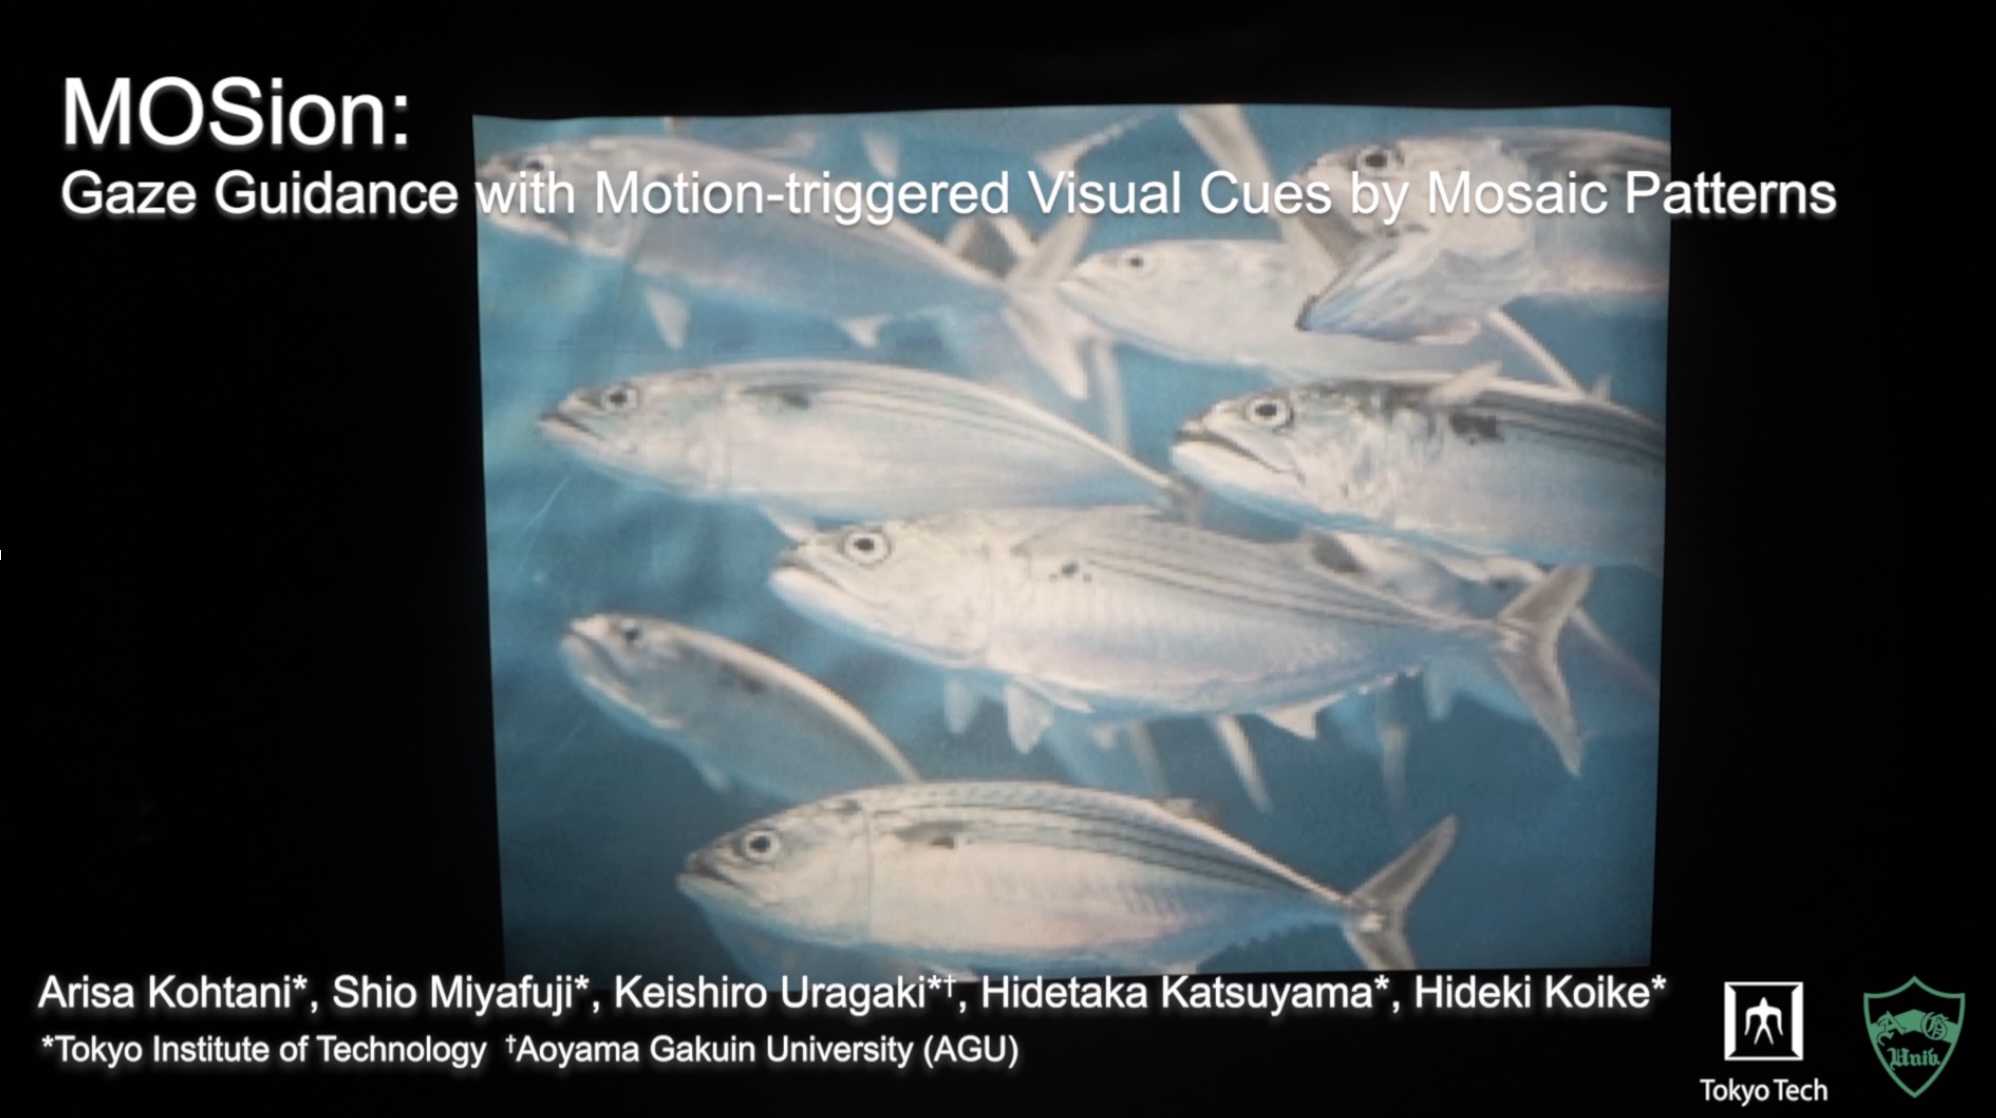 MOSion:
Gaze Guidance with Motion-triggered Visual Cues by Mosaic Patterns
Arisa Kohtani*, Shio Miyafuji*, Keishiro Uragaki*†, Hidetaka Katsuyama*, Hideki Koike*
*Tokyo Institute of Technology †Aoyama Gakuin University (AGU)
Tokyo Tech
A G
Univ.